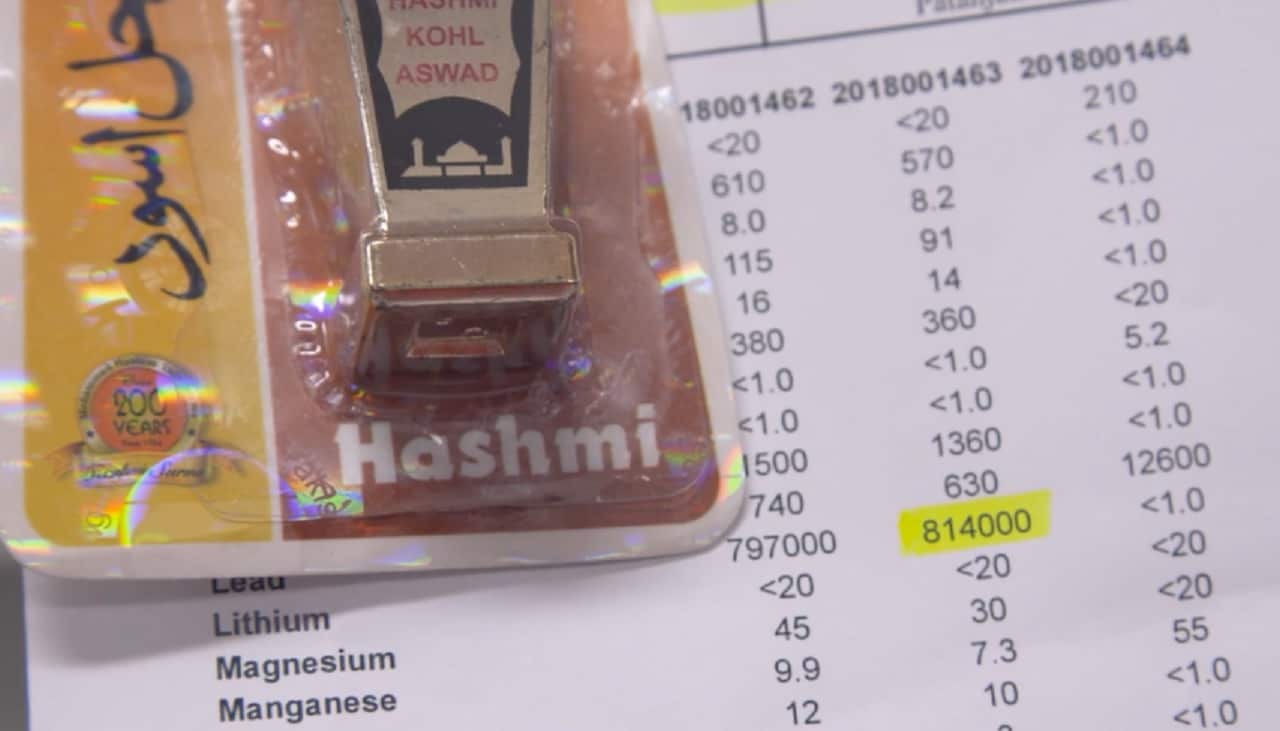 اسود
HASHMI
KOHL
ASWAD
200
YEARS
Hashmi
18001462 2018001463 2018001464
<20 <20 210
610 570 <1.0
8.0 8.2 <1.0
115 91 <1.0
16 14 <1.0
380 360 <20
<1.0 <1.0 5.2
<1.0 <1.0 <1.0
1500 1360 <1.0
740 630 12600
Lead 797000 814000 <1.0
Lithium <20 <20 <20
Magnesium 45 30 <20
Manganese 9.9 7.3 55
12 10 <1.0
<1.0